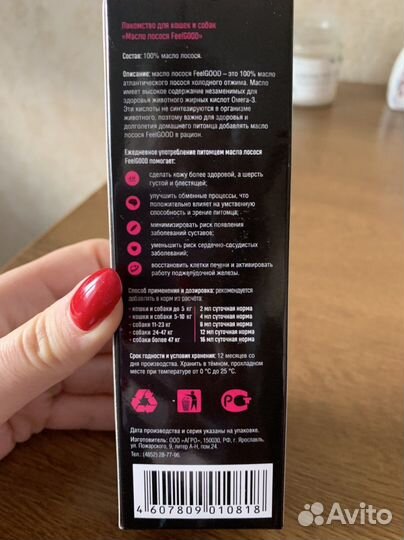 Лакомство для кошек и собак
«Масло лосося FeelGOOD»
Состав: 100% масло лосося.
Описание: масло лосося FeelGOOD – это 100% масло
атлантического лосося холодного отжима. Масло
имеет высокое содержание незаменимых для
здоровья животного жирных кислот Омега-3.
Эти кислоты не синтезируются в организме
животного, поэтому важно для здоровья и
долголетия домашнего питомца добавлять масло
лосося FeelGOOD в рацион.
Ежедневное употребление питомцем масла лосося
FeelGOOD помогает:
сделать кожу более здоровой, а шерсть
густой и блестящей;
улучшить обменные процессы, что
положительно влияет на умственную
способность и зрение питомца;
минимизировать риск появления
заболеваний суставов;
уменьшить риск сердечно-сосудистых
заболеваний;
восстановить клетки печени и активировать
работу поджелудочной железы.
Способ применения и дозировка: рекомендуется
добавлять в корм из расчёта:
• кошки и собаки до 5 кг 2 мл суточная норма
• кошки и собаки 5-10 кг 4 мл суточная норма
• собаки 11-23 кг 8 мл суточная норма
• собаки 24-47 кг 12 мл суточная норма
• собаки более 47 кг 16 мл суточная норма
Срок годности и условия хранения: 12 месяцев со
дня производства. Хранить в тёмном, прохладном
месте при температуре от 0 °С до 25 °С.
Дата производства и серия указаны на упаковке.
Изготовитель: ООО «АГРО», 150030, РФ, г. Ярославль,
ул. Пожарского, 9, литер А-Н, пом.24.
Тел.: (4852) 28-77-96.
4 607809 010818
Avito